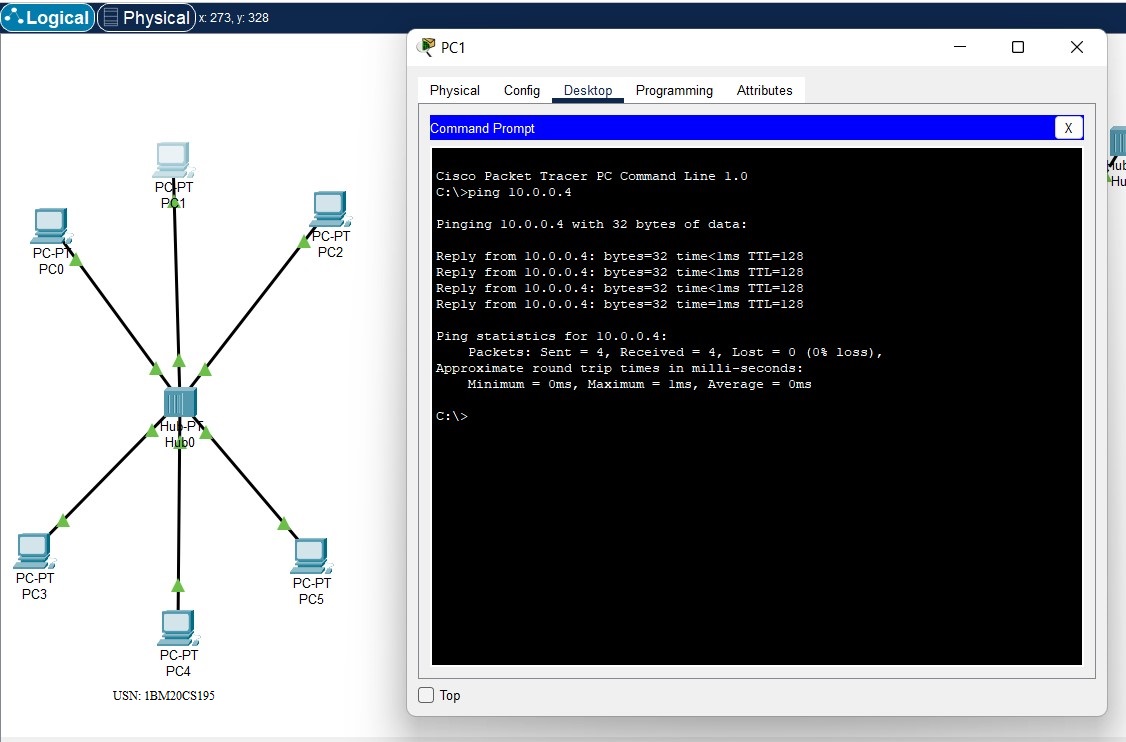 Logical Physical x: 273, y: 328
PC-PT
PC1
PC-PT
PC0
PC-PT
PC2
Hub-PT
Hub0
PC-PT
PC3
PC-PT
PC5
PC-PT
PC4
USN: 1BM20CS195
PC1
Physical Config Desktop Programming Attributes
Command Prompt X
Cisco Packet Tracer PC Command Line 1.0
C:\>ping 10.0.0.4
Pinging 10.0.0.4 with 32 bytes of data:
Reply from 10.0.0.4: bytes=32 time<1ms TTL=128
Reply from 10.0.0.4: bytes=32 time<1ms TTL=128
Reply from 10.0.0.4: bytes=32 time<1ms TTL=128
Reply from 10.0.0.4: bytes=32 time=1ms TTL=128
Ping statistics for 10.0.0.4:
Packets: Sent = 4, Received = 4, Lost = 0 (0% loss),
Approximate round trip times in milli-seconds:
Minimum = 0ms, Maximum = 1ms, Average = 0ms
C:\>
Top
Hu